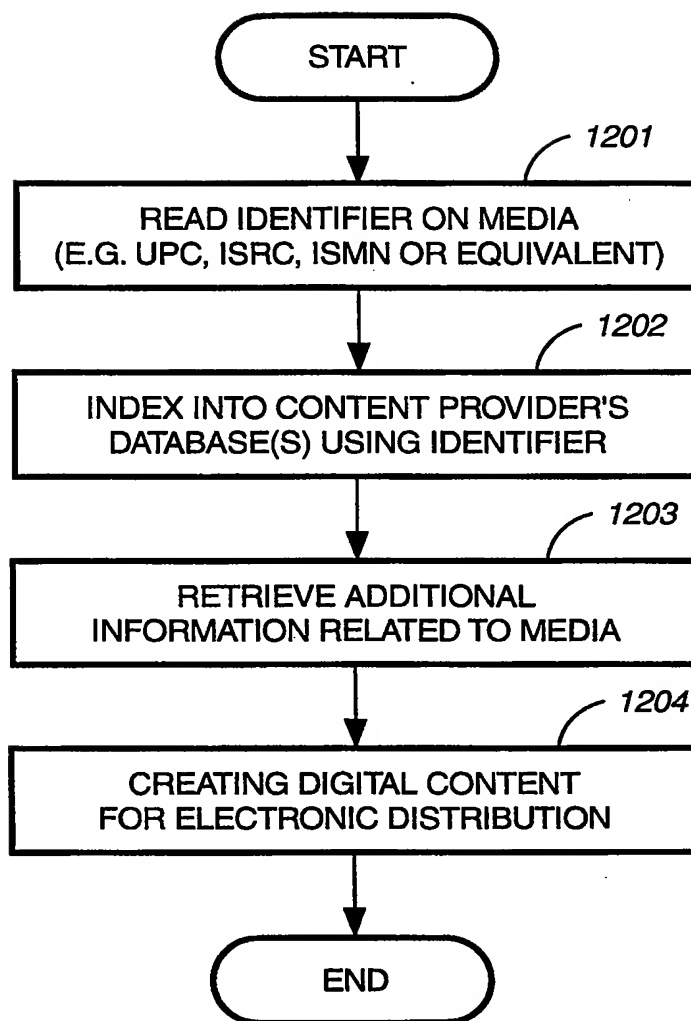 START
1201
READ IDENTIFIER ON MEDIA
(E.G. UPC, ISRC, ISMN OR EQUIVALENT)
1202
INDEX INTO CONTENT PROVIDER'S
DATABASE(S) USING IDENTIFIER
1203
RETRIEVE ADDITIONAL
INFORMATION RELATED TO MEDIA
1204
CREATING DIGITAL CONTENT
FOR ELECTRONIC DISTRIBUTION
END